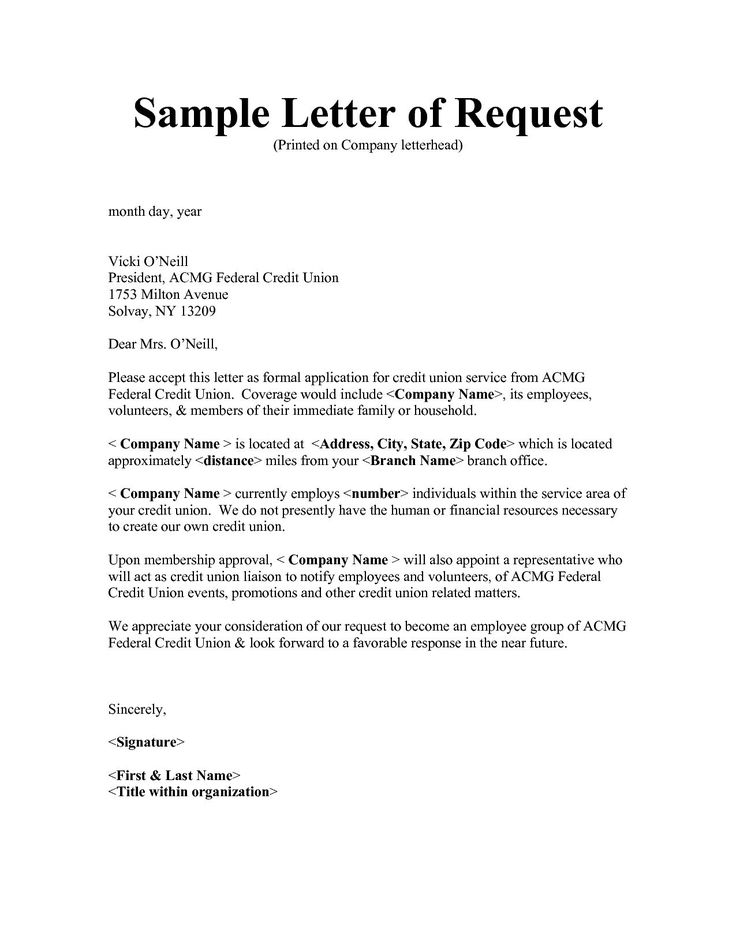 Sample Letter of Request
(Printed on Company letterhead)
month day, year
Vicki O’Neill
President, ACMG Federal Credit Union
1753 Milton Avenue
Solvay, NY 13209
Dear Mrs. O’Neill,
Please accept this letter as formal application for credit union service from ACMG
Federal Credit Union.  Coverage would include <Company Name>, its employees,
volunteers, & members of their immediate family or household.
< Company Name > is located at  <Address, City, State, Zip Code> which is located
approximately <distance> miles from your <Branch Name> branch office.
< Company Name > currently employs <number> individuals within the service area of
your credit union.  We do not presently have the human or financial resources necessary
to create our own credit union.
Upon membership approval, < Company Name > will also appoint a representative who
will act as credit union liaison to notify employees and volunteers, of ACMG Federal
Credit Union events, promotions and other credit union related matters.
We appreciate your consideration of our request to become an employee group of ACMG
Federal Credit Union & look forward to a favorable response in the near future.
Sincerely,
<Signature>
<First & Last Name>
<Title within organization>